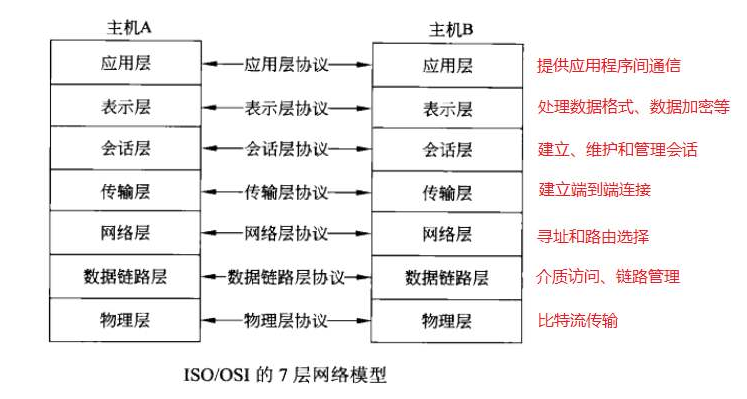 主机A 主机B
应用层 应用层协议 应用层 提供应用程序间通信
表示层 表示层协议 表示层 处理数据格式、数据加密等
会话层 会话层协议 会话层 建立、维护和管理会话
传输层 传输层协议 传输层 建立端到端连接
网络层 网络层协议 网络层 寻址和路由选择
数据链路层 数据链路层协议 数据链路层 介质访问、链路管理
物理层 物理层协议 物理层 比特流传输
ISO/OSI 的 7 层网络模型